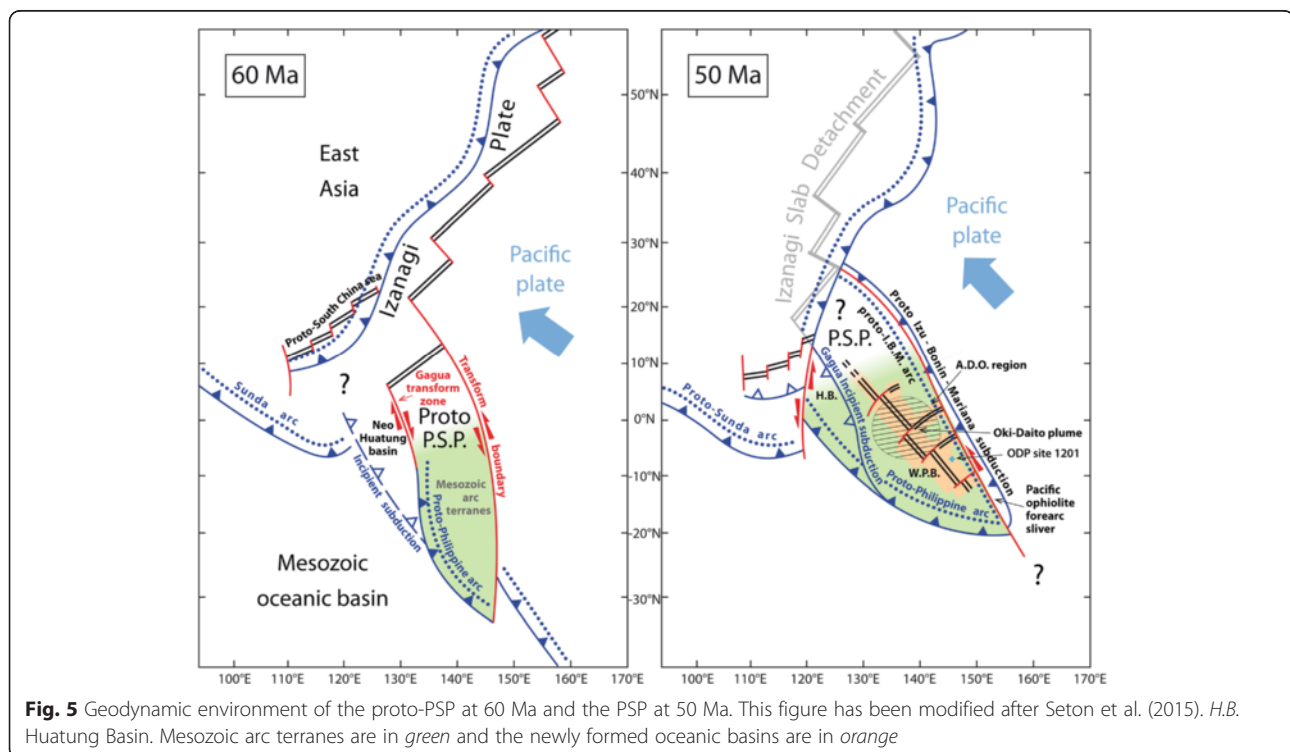 60 Ma
East
Asia
Izanagi
Plate
Pacific
plate
Proto-South China sea
?
Sunda arc
Gagua
transform
zone
Transform
boundary
Neo
Huatung
basin
Proto
P.S.P.
Mesozoic
arc
terranes
Proto-Philippine arc
Incipient subduction
Mesozoic
oceanic basin
50°N
40°N
30°N
20°N
10°N
0°N
-10°N
-20°N
-30°N
100°E 110°E 120°E 130°E 140°E 150°E 160°E 170°E
50 Ma
Izanagi Slab Detachment
Pacific
plate
?
P.S.P.
proto-I.B.M. arc
Proto Izu - Bonin - Mariana subduction
A.D.O. region
Gagua Incipient subduction
H.B.
Proto-Sunda arc
Oki-Daito plume
ODP site 1201
W.P.B.
Proto-Philippine arc
Pacific
ophiolite
forearc
sliver
?
100°E 110°E 120°E 130°E 140°E 150°E 160°E 170°E
Fig. 5 Geodynamic environment of the proto-PSP at 60 Ma and the PSP at 50 Ma. This figure has been modified after Seton et al. (2015). H.B.
Huatung Basin. Mesozoic arc terranes are in green and the newly formed oceanic basins are in orange